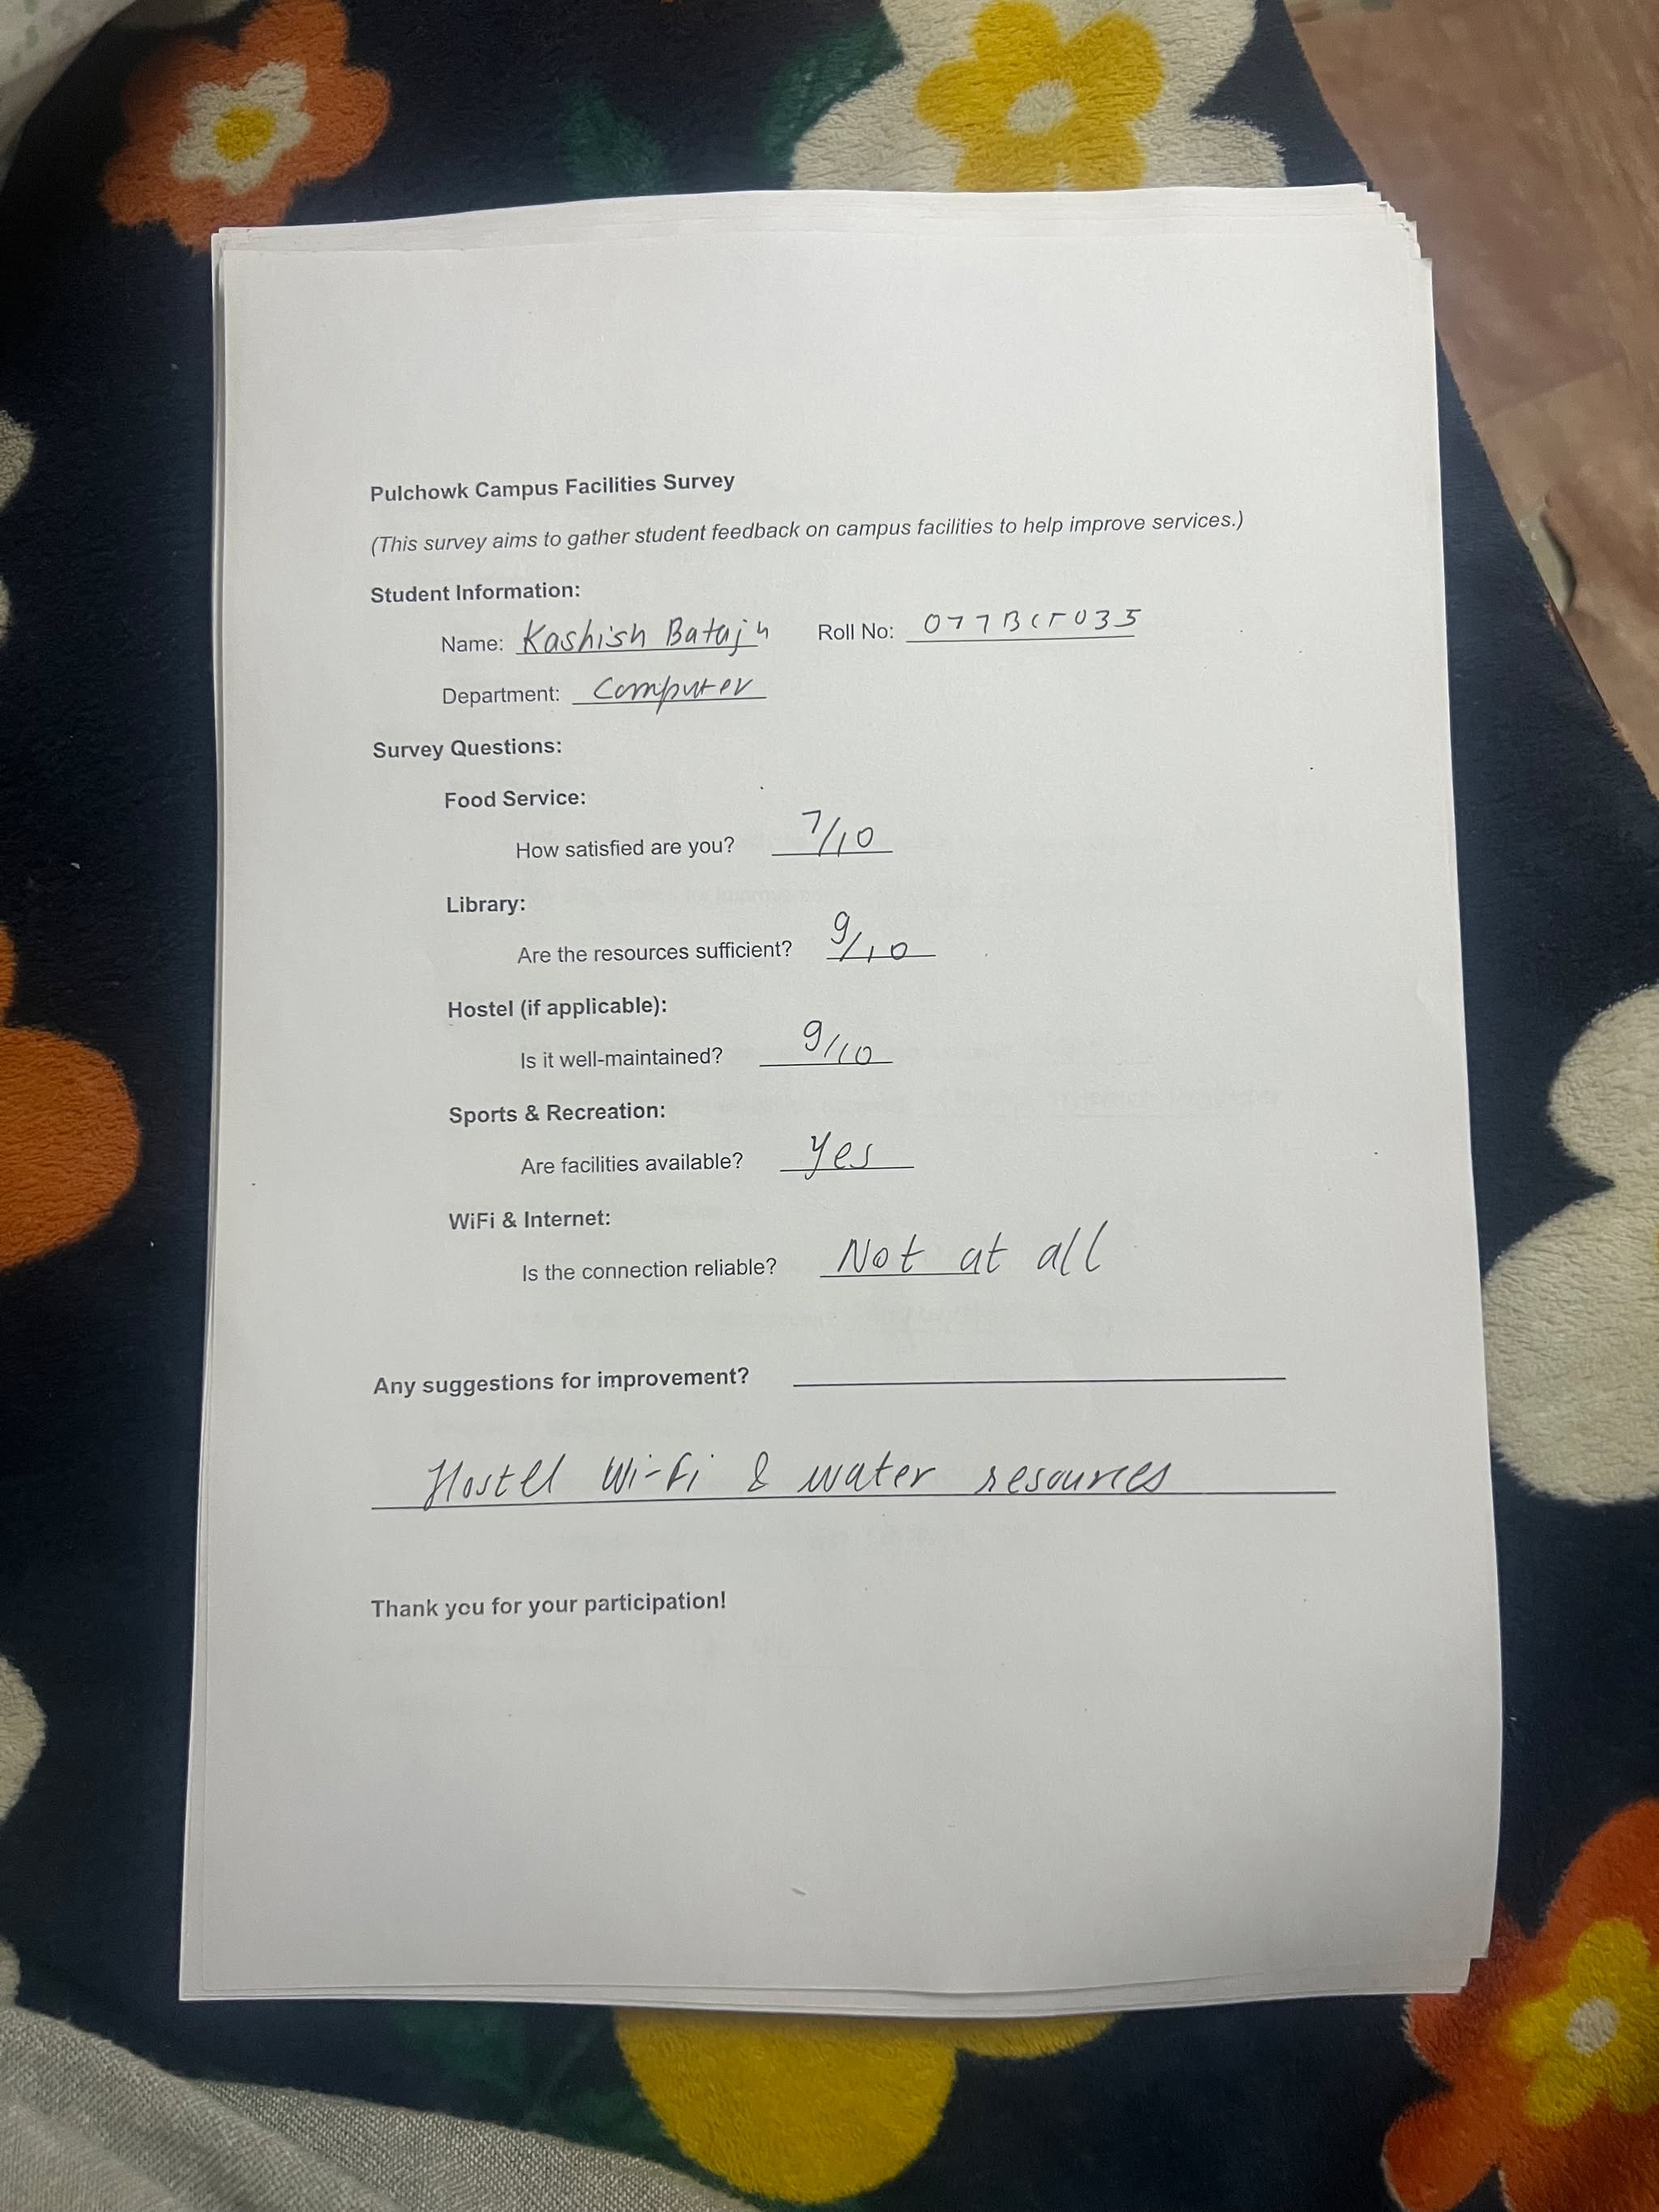 Pulchowk Campus Facilities Survey
(This survey aims to gather student feedback on campus facilities to help improve services.)
Student Information:
Name: Kashish Bataju Roll No: 077BCT035
Department: Computer
Survey Questions:
Food Service:
How satisfied are you? 7/10
Library:
Are the resources sufficient? 9/10
Hostel (if applicable):
Is it well-maintained? 9/10
Sports & Recreation:
Are facilities available? Yes
WiFi & Internet:
Is the connection reliable? Not at all
Any suggestions for improvement?
Hostel Wi-Fi & water resources
Thank you for your participation!